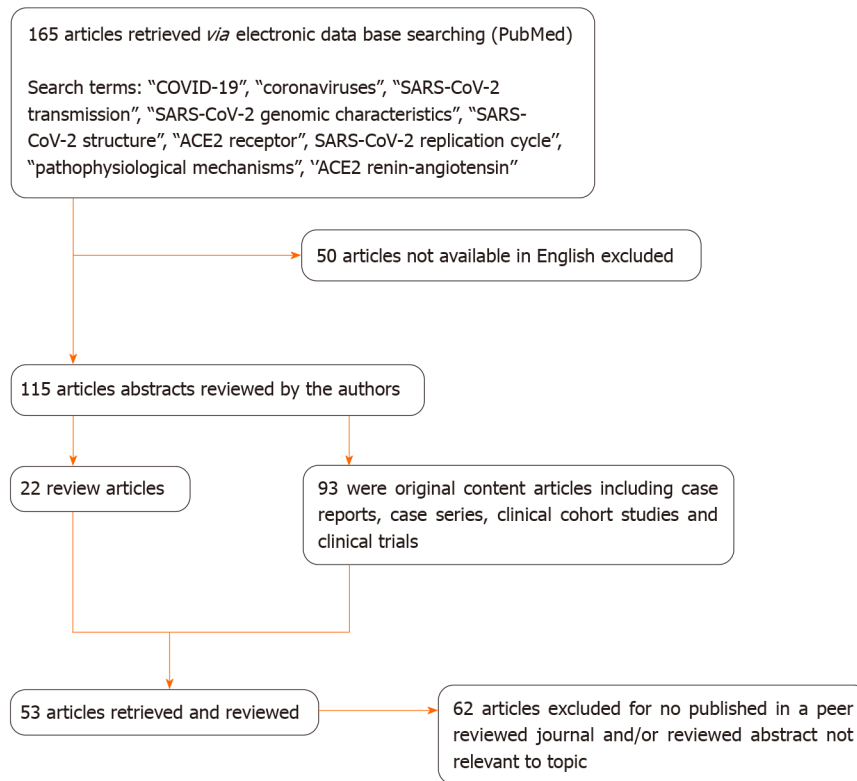 165 articles retrieved via electronic data base searching (PubMed)
Search terms: “COVID-19”, “coronaviruses”, “SARS-CoV-2
transmission”, “SARS-CoV-2 genomic characteristics”, “SARS-
CoV-2 structure”, “ACE2 receptor”, SARS-CoV-2 replication cycle”,
“pathophysiological mechanisms”, ‘’ACE2 renin-angiotensin”
50 articles not available in English excluded
115 articles abstracts reviewed by the authors
22 review articles
93 were original content articles including case
reports, case series, clinical cohort studies and
clinical trials
53 articles retrieved and reviewed
62 articles excluded for no published in a peer
reviewed journal and/or reviewed abstract not
relevant to topic